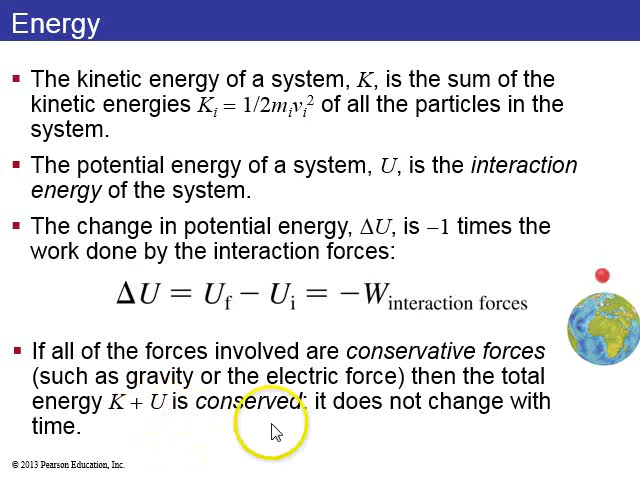 Energy
▪ The kinetic energy of a system, K, is the sum of the
kinetic energies Kᵢ = 1/2mᵢvᵢ² of all the particles in the
system.
▪ The potential energy of a system, U, is the interaction
energy of the system.
▪ The change in potential energy, ΔU, is −1 times the
work done by the interaction forces:
ΔU = U_f − U_i = −W_interaction forces
▪ If all of the forces involved are conservative forces
(such as gravity or the electric force) then the total
energy K + U is conserved: it does not change with
time.
© 2013 Pearson Education, Inc.